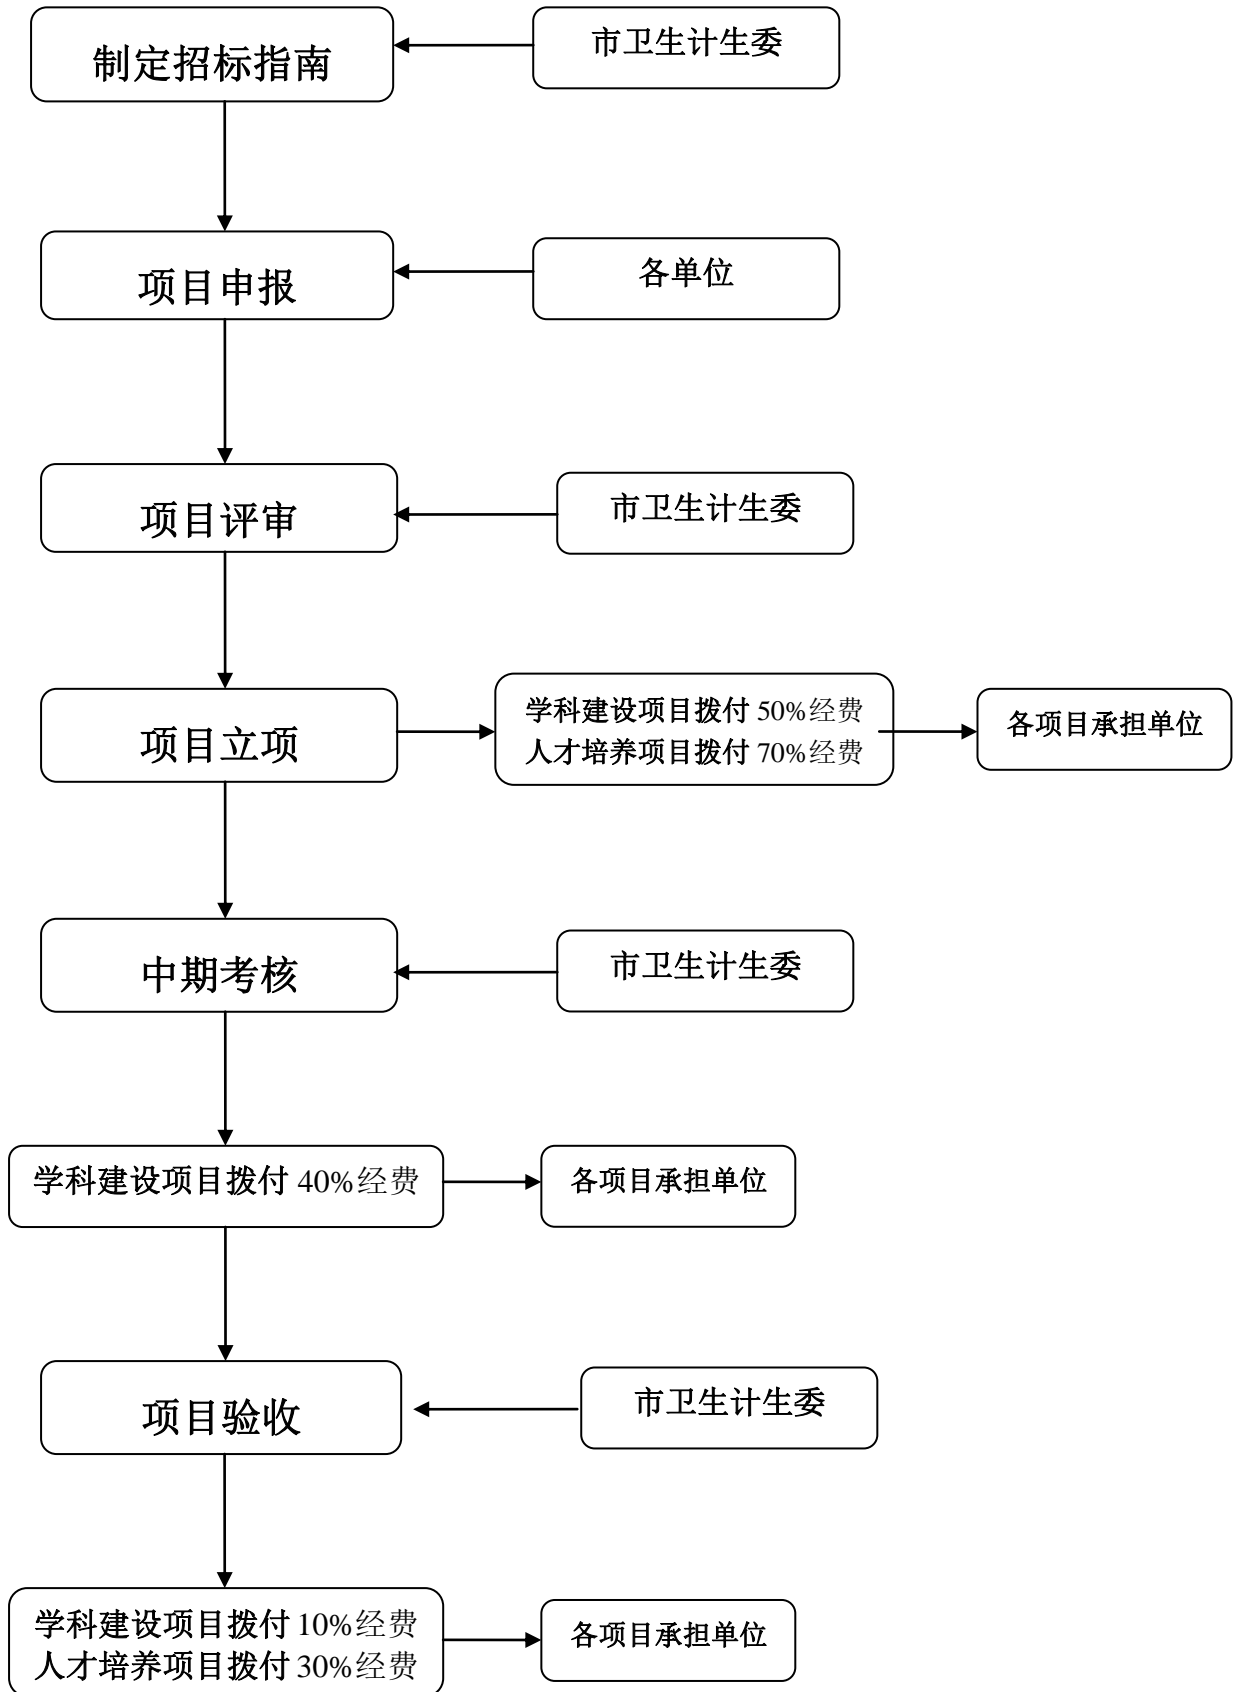 制定招标指南
市卫生计生委
项目申报
各单位
项目评审
市卫生计生委
项目立项
学科建设项目拨付 50%经费
人才培养项目拨付 70%经费
各项目承担单位
中期考核
市卫生计生委
学科建设项目拨付 40%经费
各项目承担单位
项目验收
市卫生计生委
学科建设项目拨付 10%经费
人才培养项目拨付 30%经费
各项目承担单位